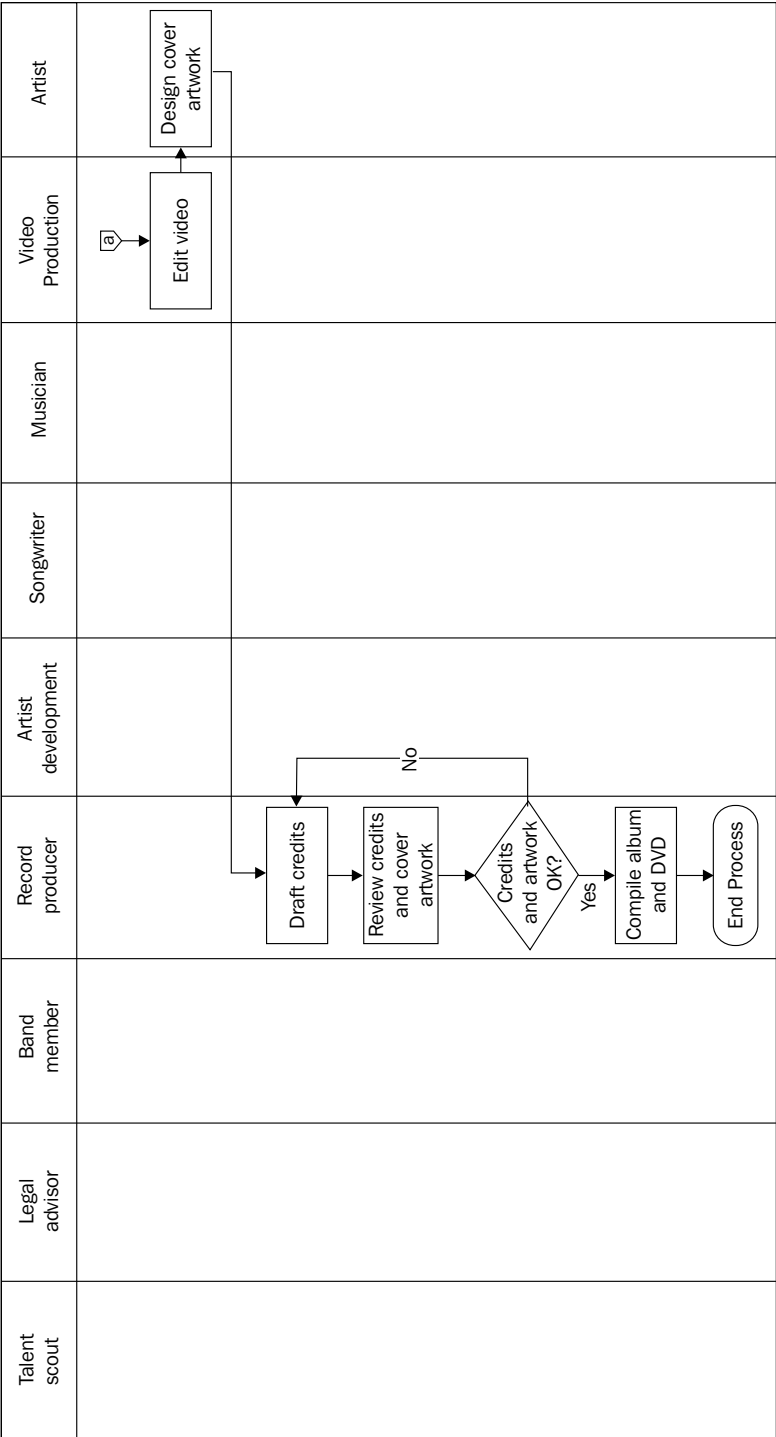 Talent
scout
Legal
advisor
Band
member
Record
producer
Artist
development
Songwriter
Musician
Video
Production
Artist
a
Edit video
Design cover
artwork
Draft credits
Review credits
and cover
artwork
Credits
and artwork
OK?
No
Yes
Compile album
and DVD
End Process